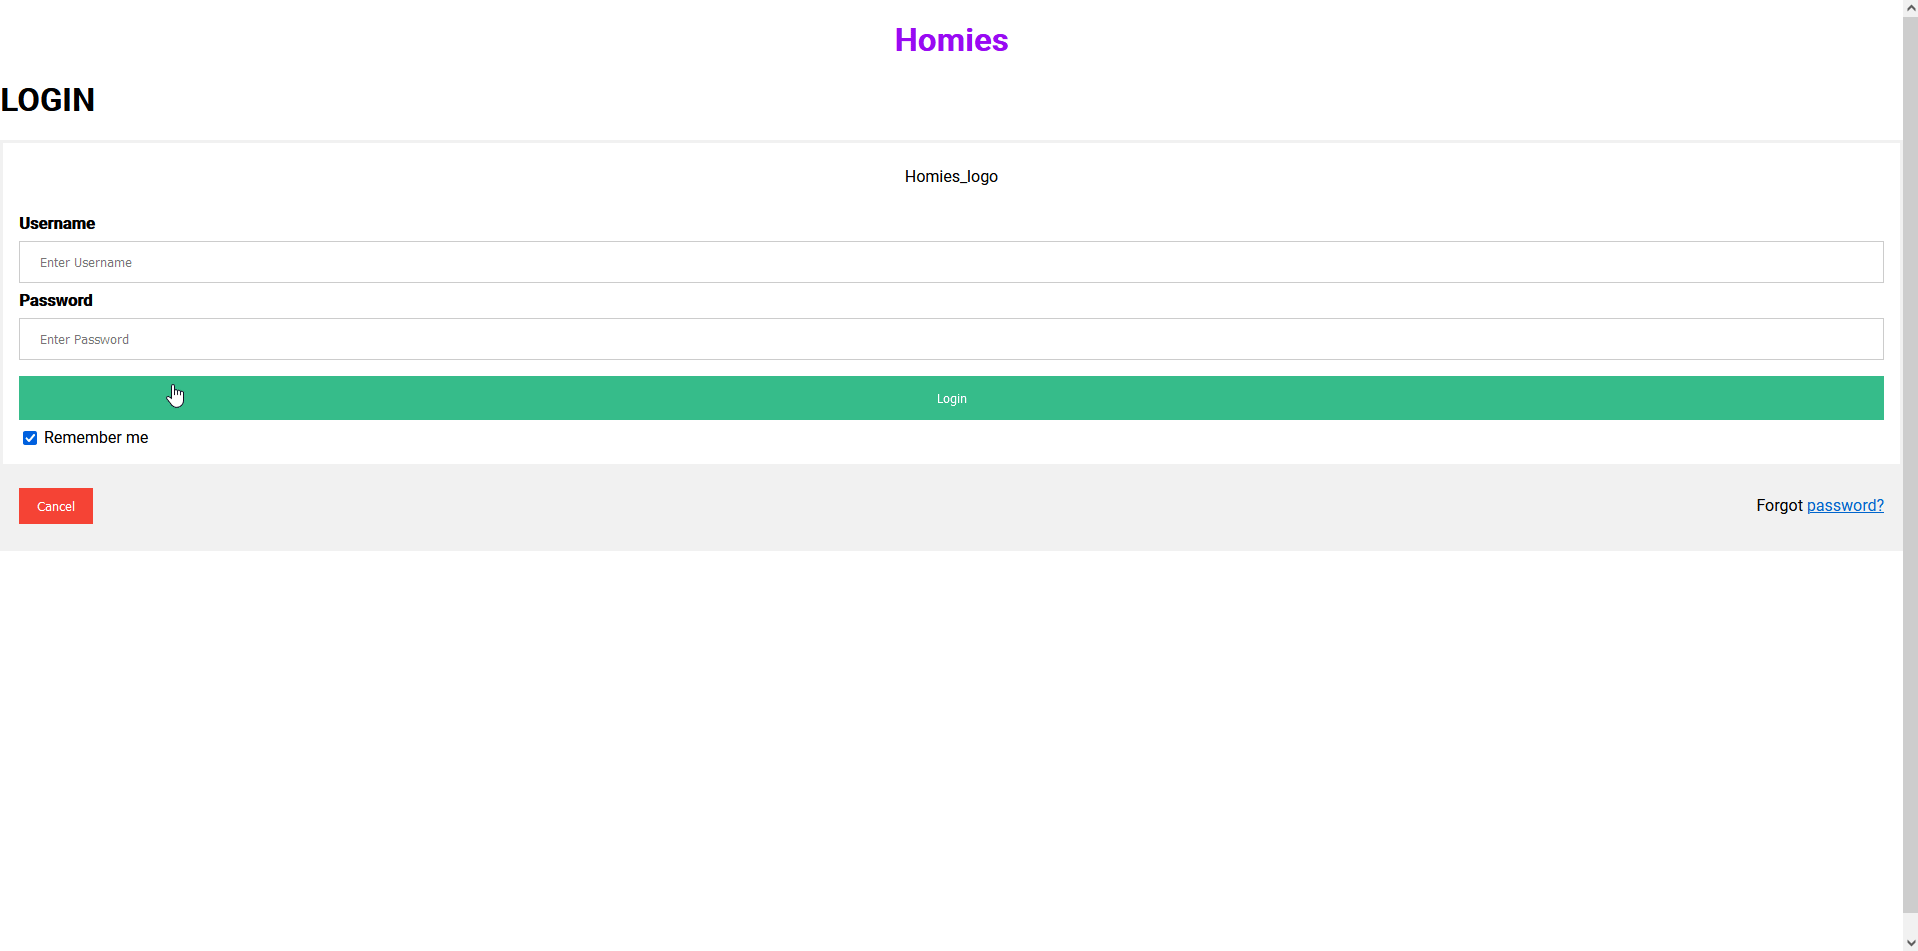 Homies
LOGIN
Homies_logo
Username
Enter Username
Password
Enter Password
Login
Remember me
Cancel
Forgot password?